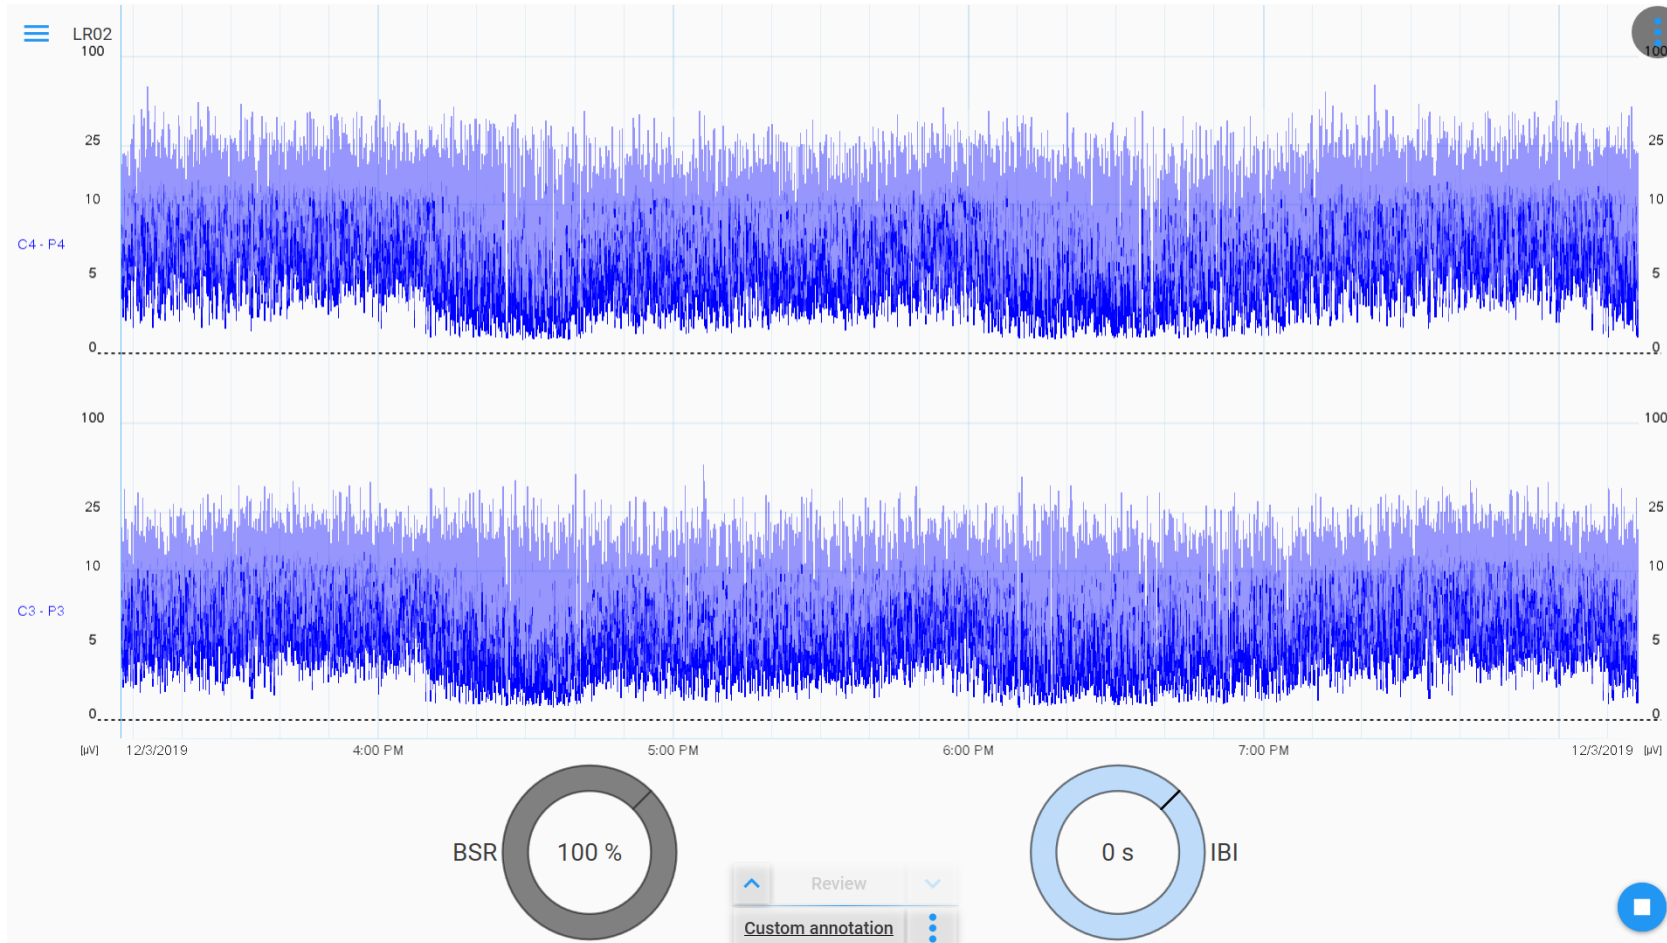 LR02
100 100
25 25
10 10
C4 - P4
5 5
0 0
100 100
25 25
10 10
C3 - P3
5 5
0 0
[µV] 12/3/2019 4:00 PM 5:00 PM 6:00 PM 7:00 PM 12/3/2019 [µV]
BSR 100 % 0 s IBI
Review
Custom annotation